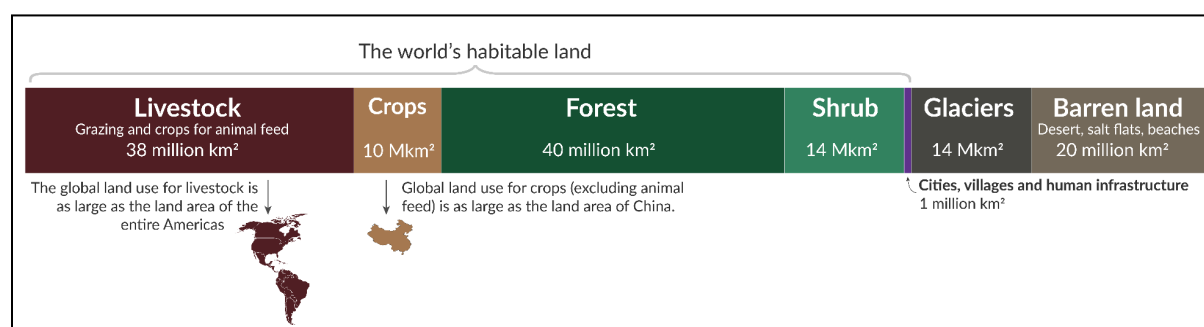 The world's habitable land
Livestock
Grazing and crops for animal feed
38 million km²
Crops
10 Mkm²
Forest
40 million km²
Shrub
14 Mkm²
Glaciers
14 Mkm²
Barren land
Desert, salt flats, beaches
20 million km²
The global land use for livestock is
as large as the land area of the
entire Americas
Global land use for crops (excluding animal
feed) is as large as the land area of China.
Cities, villages and human infrastructure
1 million km²